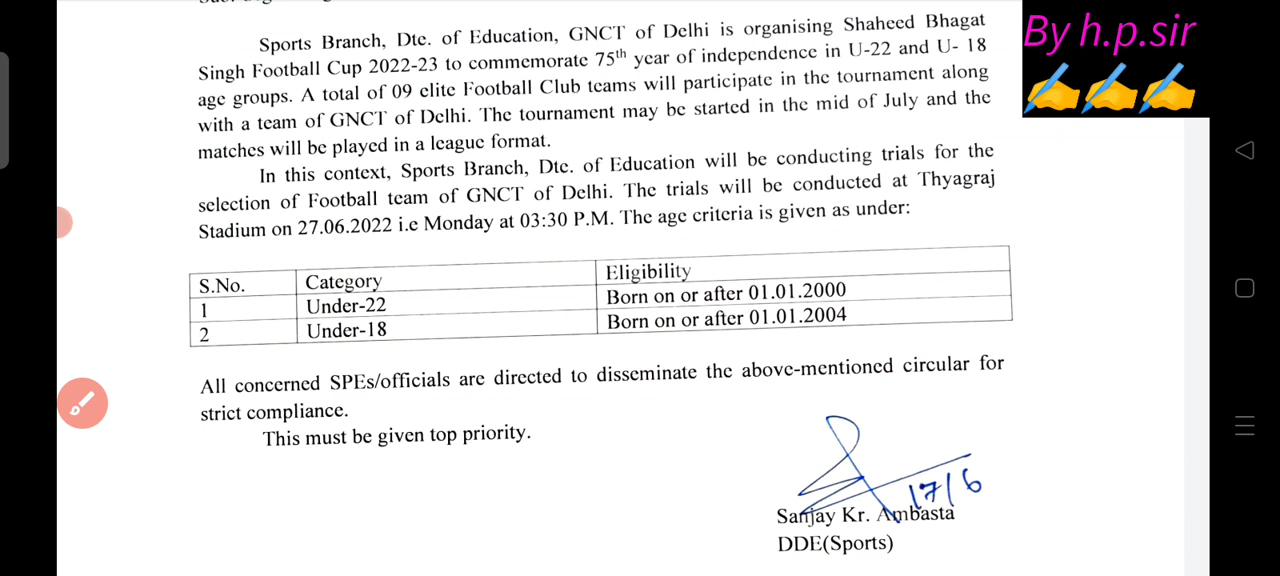 By h.p.sir
Sports Branch, Dte. of Education, GNCT of Delhi is organising Shaheed Bhagat
Singh Football Cup 2022-23 to commemorate 75th year of independence in U-22 and U- 18
age groups. A total of 09 elite Football Club teams will participate in the tournament along
with a team of GNCT of Delhi. The tournament may be started in the mid of July and the
matches will be played in a league format.
In this context, Sports Branch, Dte. of Education will be conducting trials for the
selection of Football team of GNCT of Delhi. The trials will be conducted at Thyagraj
Stadium on 27.06.2022 i.e Monday at 03:30 P.M. The age criteria is given as under:
S.No. Category Eligibility
1 Under-22 Born on or after 01.01.2000
2 Under-18 Born on or after 01.01.2004
All concerned SPEs/officials are directed to disseminate the above-mentioned circular for
strict compliance.
This must be given top priority.
17/6
Sanjay Kr. Ambasta
DDE(Sports)